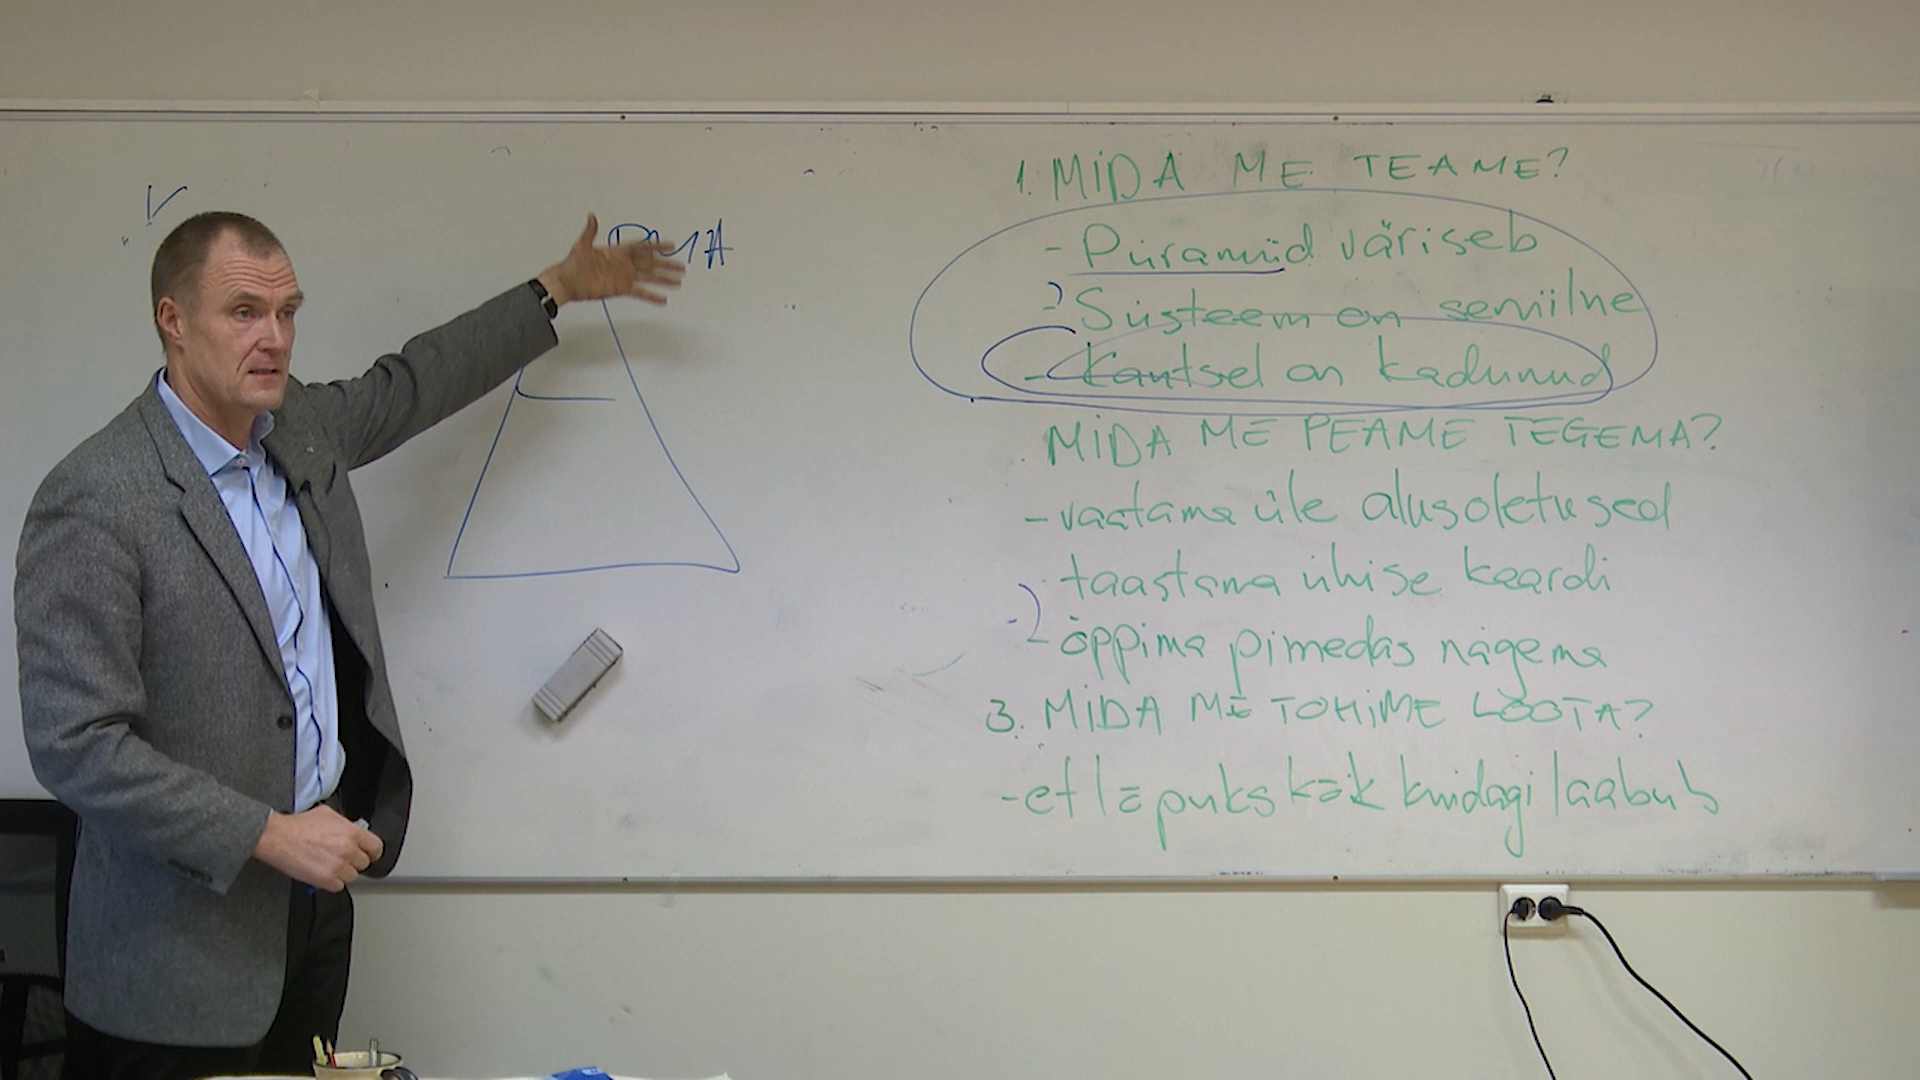 1. MIDA ME TEAME?
- Püramiid väriseb
- Süsteem on seniilne
- Kantsel on kadunud
MIDA ME PEAME TEGEMA?
- vaatama üle alusoletused
taastama ühise kaardi
- õppima pimedas nägema
3. MIDA ME TOHIME LOOTA?
- et lõpuks kõik kuidagi laabub